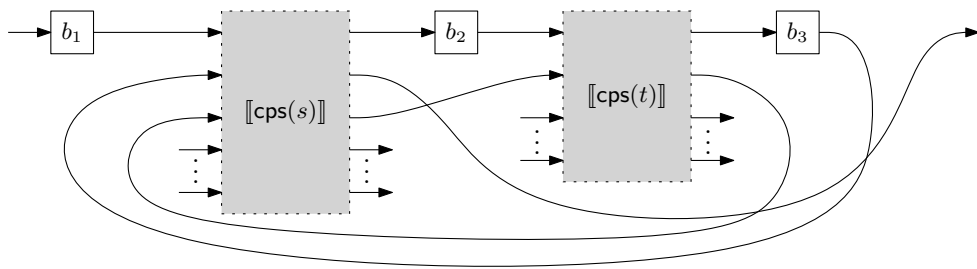 b₁
b₂
b₃
⟦cps(s)⟧
⟦cps(t)⟧